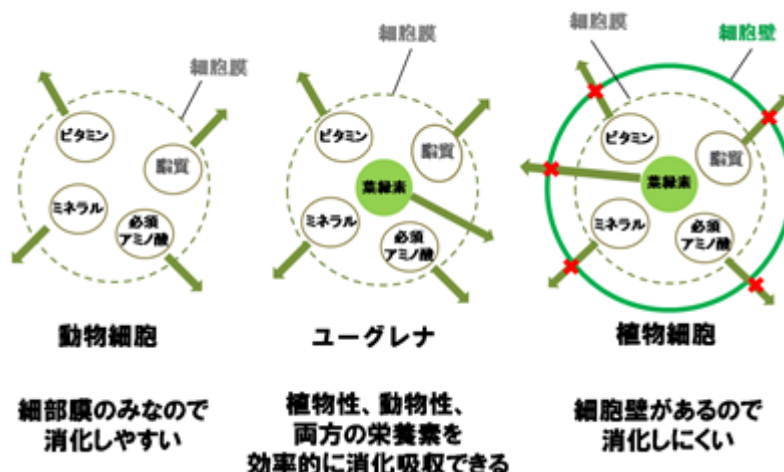 細胞膜
ビタミン
脂質
ミネラル
必須
アミノ酸
動物細胞
細部膜のみなので
消化しやすい
細胞膜
ビタミン
脂質
葉緑素
ミネラル
必須
アミノ酸
ユーグレナ
植物性、動物性、
両方の栄養素を
効率的に消化吸収できる
細胞膜
細胞壁
ビタミン
脂質
葉緑素
ミネラル
必須
アミノ酸
植物細胞
細胞壁があるので
消化しにくい